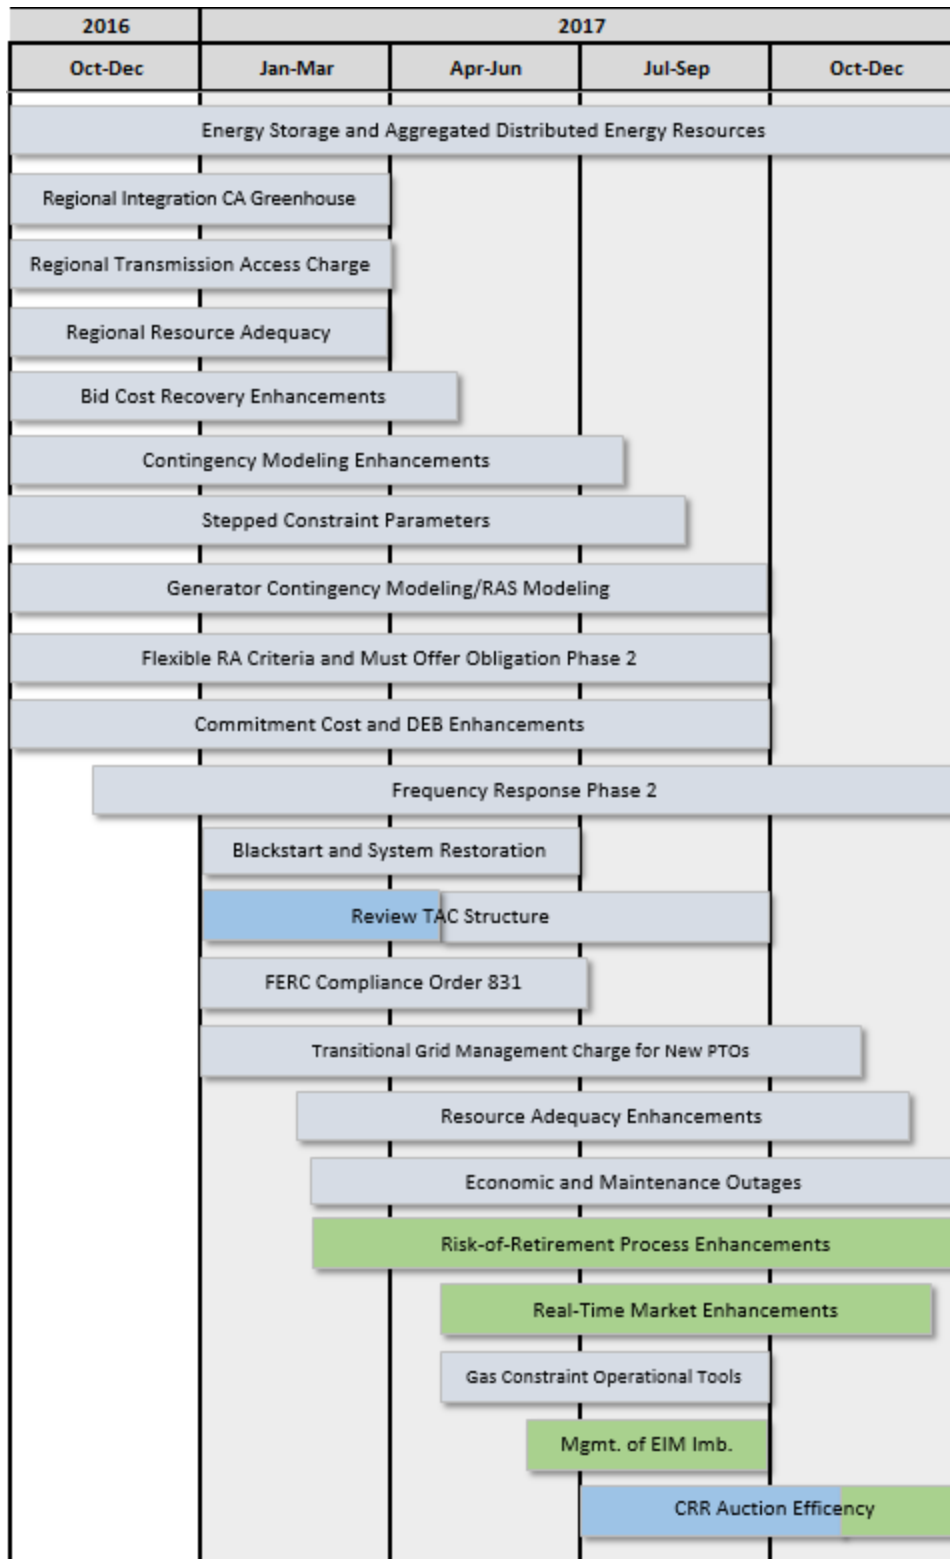 2016 2017
Oct-Dec Jan-Mar Apr-Jun Jul-Sep Oct-Dec
Energy Storage and Aggregated Distributed Energy Resources
Regional Integration CA Greenhouse
Regional Transmission Access Charge
Regional Resource Adequacy
Bid Cost Recovery Enhancements
Contingency Modeling Enhancements
Stepped Constraint Parameters
Generator Contingency Modeling/RAS Modeling
Flexible RA Criteria and Must Offer Obligation Phase 2
Commitment Cost and DEB Enhancements
Frequency Response Phase 2
Blackstart and System Restoration
Review TAC Structure
FERC Compliance Order 831
Transitional Grid Management Charge for New PTOs
Resource Adequacy Enhancements
Economic and Maintenance Outages
Risk-of-Retirement Process Enhancements
Real-Time Market Enhancements
Gas Constraint Operational Tools
Mgmt. of EIM Imb.
CRR Auction Efficency